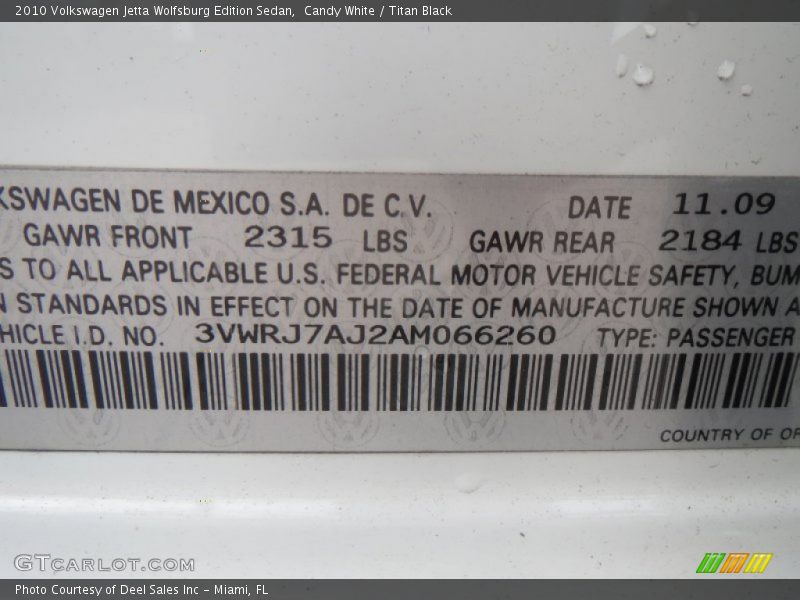 2010 Volkswagen Jetta Wolfsburg Edition Sedan, Candy White / Titan Black
KSWAGEN DE MEXICO S.A. DE C.V. DATE 11.09
GAWR FRONT 2315 LBS GAWR REAR 2184 LBS
S TO ALL APPLICABLE U.S. FEDERAL MOTOR VEHICLE SAFETY, BUM
N STANDARDS IN EFFECT ON THE DATE OF MANUFACTURE SHOWN A
HICLE I.D. NO. 3VWRJ7AJ2AM066260 TYPE: PASSENGER
COUNTRY OF OR
GTCARLOT.COM
Photo Courtesy of Deel Sales Inc - Miami, FL